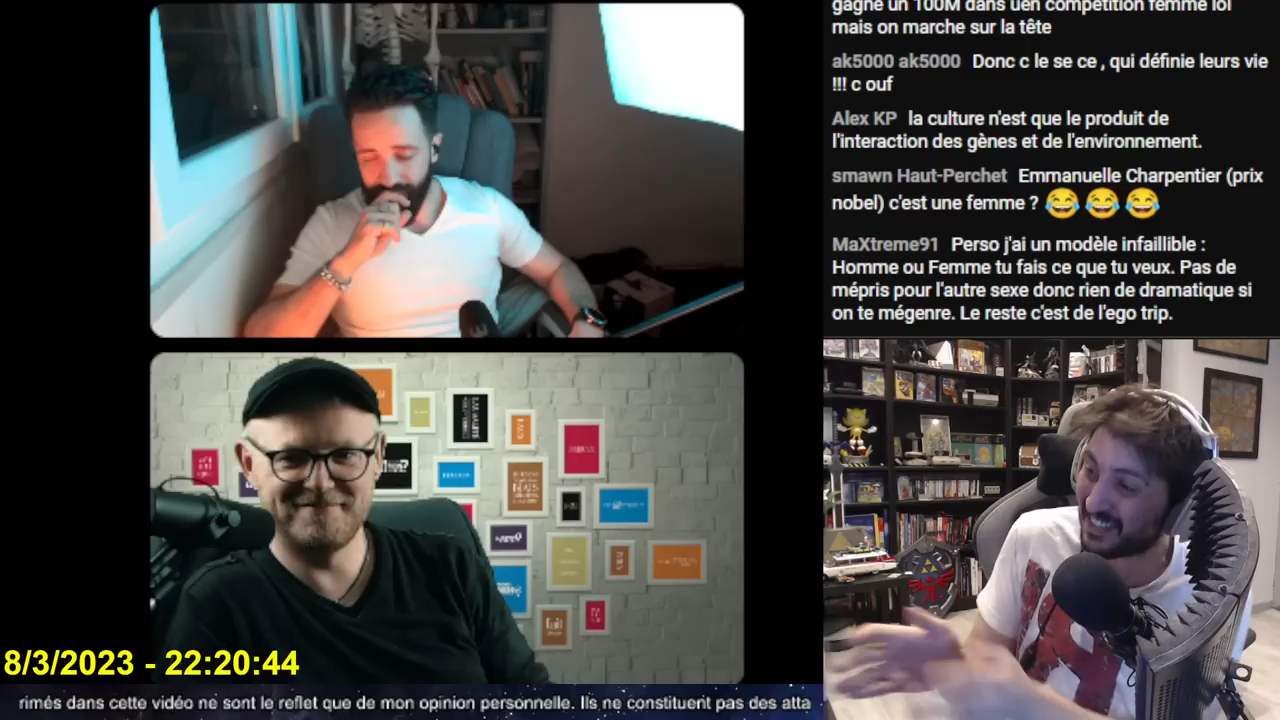 gagne un 100M dans uen compétition femme lol
mais on marche sur la tête
ak5000 ak5000 Donc c le se ce , qui définie leurs vie
!!! c ouf
Alex KP la culture n'est que le produit de
l'interaction des gènes et de l'environnement.
smawn Haut-Perchet Emmanuelle Charpentier (prix
nobel) c'est une femme ? 😂😂😂
MaXtreme91 Perso j'ai un modèle infaillible :
Homme ou Femme tu fais ce que tu veux. Pas de
mépris pour l'autre sexe donc rien de dramatique si
on te mégenre. Le reste c'est de l'ego trip.
8/3/2023 - 22:20:44
rimés dans cette vidéo ne sont le reflet que de mon opinion personnelle. Ils ne constituent pas des atta